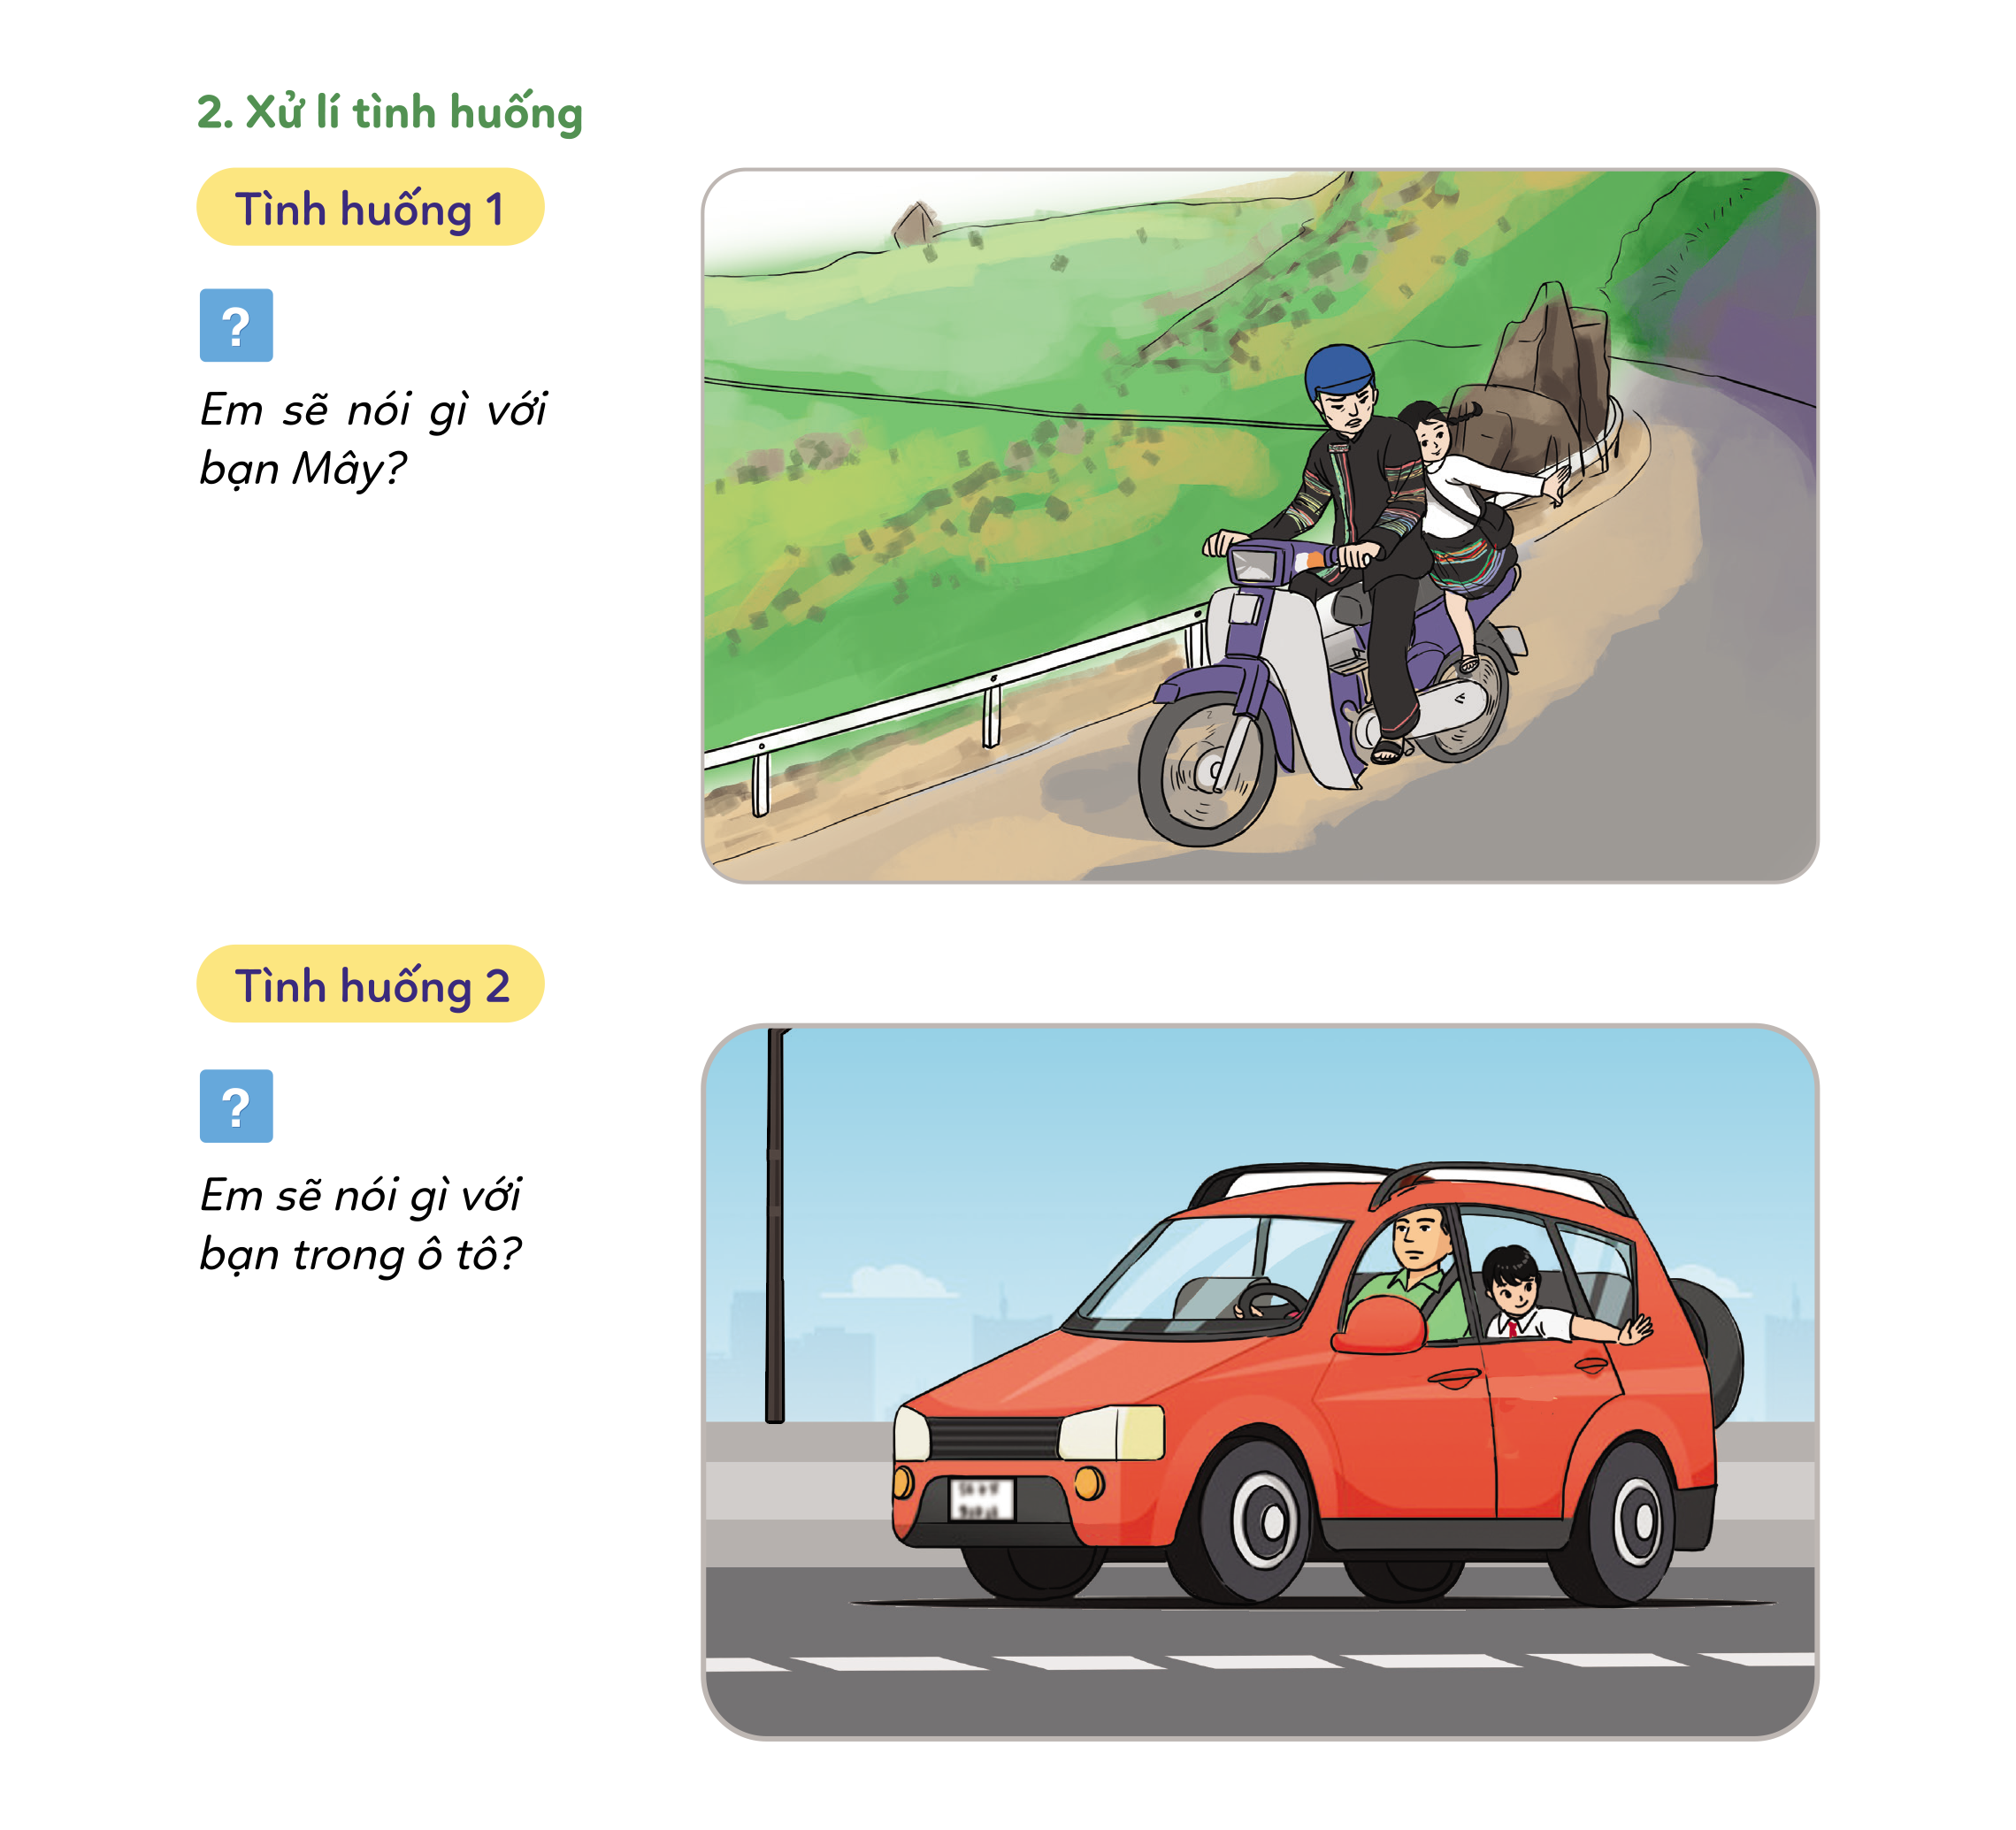 2. Xử lí tình huống
Tình huống 1
?
Em sẽ nói gì với
bạn Mây?
Tình huống 2
?
Em sẽ nói gì với
bạn trong ô tô?